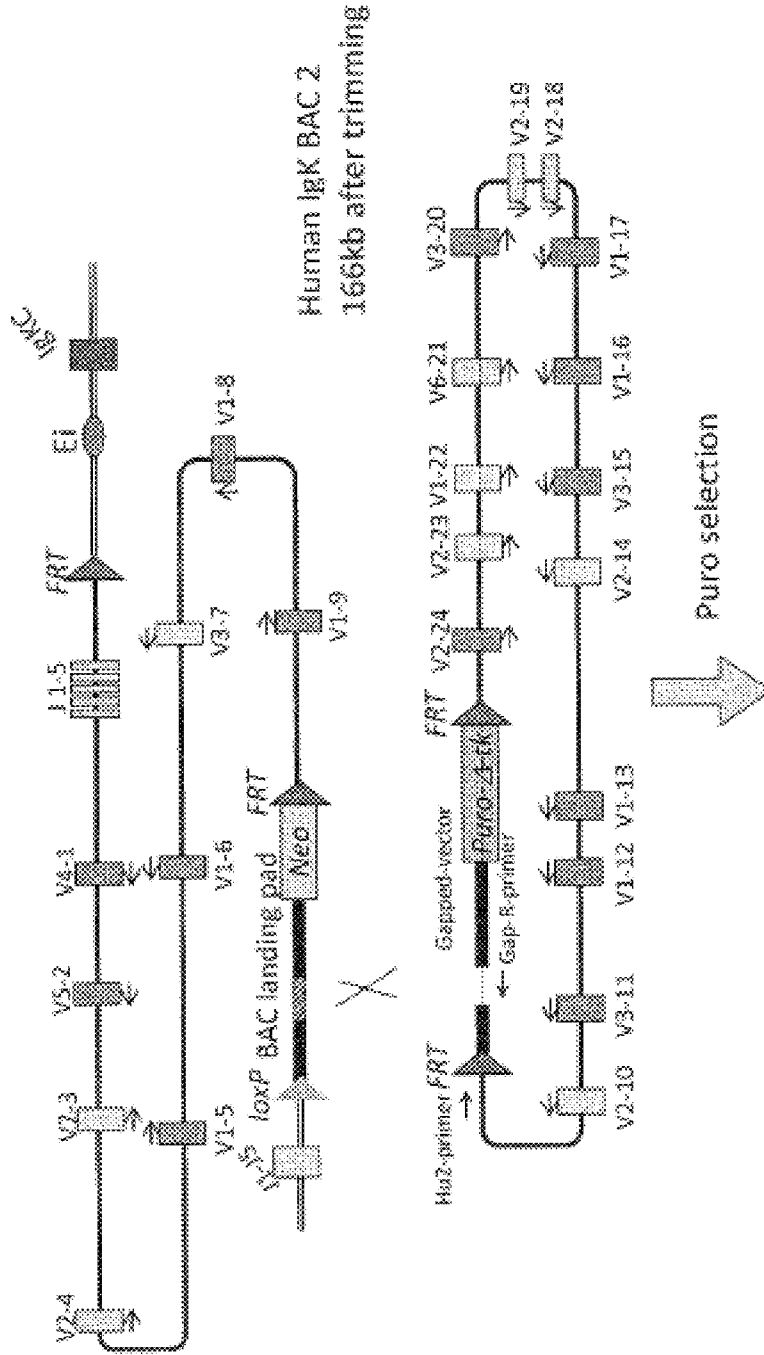 IgKC
Ei
FRT
J 1-5
V4-1
V5-2
V2-3
V2-4
V1-5
V1-6
V3-7
V1-8
V1-9
FRT
Neo
BAC landing pad
loxP
Human IgK BAC 2
166kb after trimming
Hu2-primer
FRT
Gapped-vector
Gap-R-primer
Puro-Δ-tk
FRT
V2-24
V2-23
V1-22
V6-21
V3-20
V2-19
V2-18
V1-17
V1-16
V3-15
V2-14
V1-13
V1-12
V3-11
V2-10
Puro selection